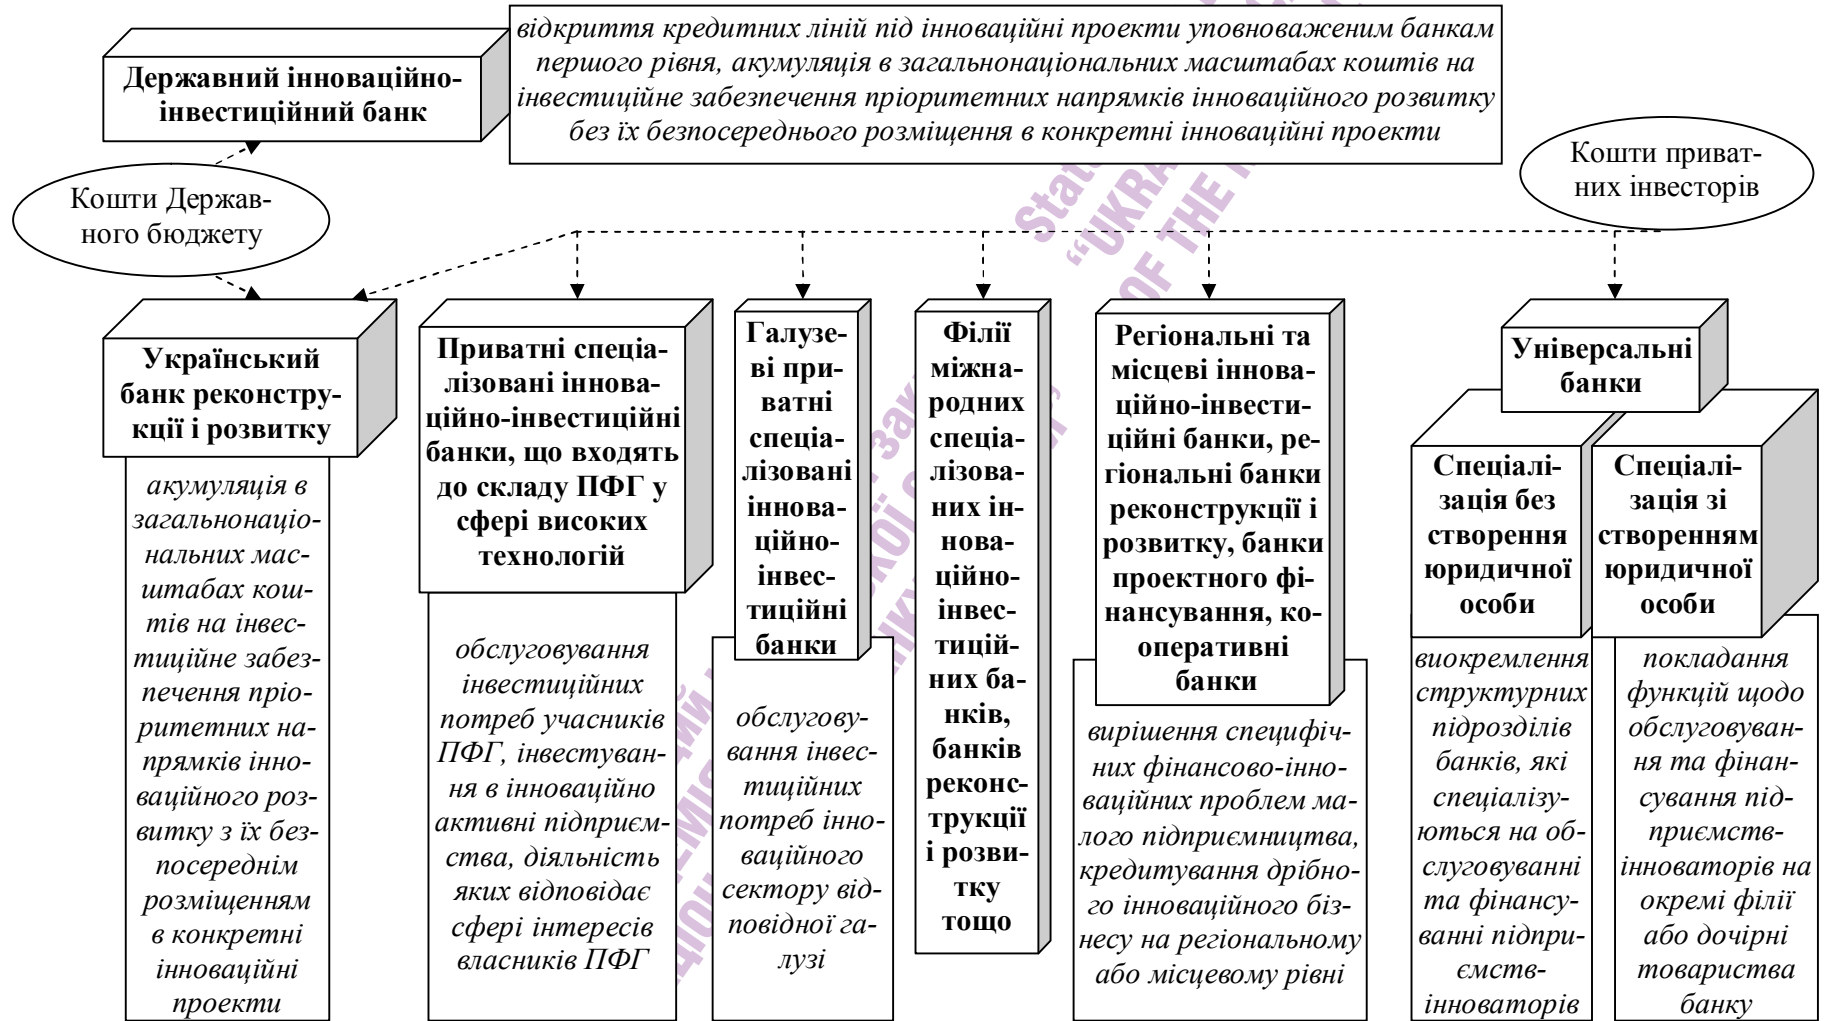 Державний інноваційно-
інвестиційний банк
відкриття кредитних ліній під інноваційні проекти уповноваженим банкам
першого рівня, акумуляція в загальнонаціональних масштабах коштів на
інвестиційне забезпечення пріоритетних напрямків інноваційного розвитку
без їх безпосереднього розміщення в конкретні інноваційні проекти
Кошти Держав-
ного бюджету
Кошти приват-
них інвесторів
Український
банк реконстру-
кції і розвитку
акумуляція в
загальнонаціо-
нальних мас-
штабах кош-
тів на інвес-
тиційне забез-
печення пріо-
ритетних на-
прямків інно-
ваційного роз-
витку з їх без-
посереднім
розміщенням
в конкретні
інноваційні
проекти
Приватні спеціа-
лізовані іннова-
ційно-інвестиційні
банки, що входять
до складу ПФГ у
сфері високих
технологій
обслуговування
інвестиційних
потреб учасників
ПФГ, інвестуван-
ня в інноваційно
активні підприєм-
ства, діяльність
яких відповідає
сфері інтересів
власників ПФГ
Галузе-
ві при-
ватні
спеціа-
лізовані
іннова-
ційно-
інвес-
тиційні
банки
обслугову-
вання інвес-
тиційних
потреб інно-
ваційного
сектору від-
повідної га-
лузі
Філії
міжна-
родних
спеціа-
лізова-
них ін-
нова-
ційно-
інвес-
тицій-
них ба-
нків,
банків
реконс-
трукції
і розви-
тку
тощо
Регіональні та
місцеві іннова-
ційно-інвести-
ційні банки, ре-
гіональні банки
реконструкції і
розвитку, банки
проектного фі-
нансування, ко-
оперативні
банки
вирішення специфіч-
них фінансово-інно-
ваційних проблем ма-
лого підприємництва,
кредитування дрібно-
го інноваційного біз-
несу на регіональному
або місцевому рівні
Універсальні
банки
Спеціалі-
зація без
створення
юридичної
особи
виокремлення
структурних
підрозділів
банків, які
спеціалізу-
ються на об-
слуговуванні
та фінансу-
ванні підпри-
ємств-
інноваторів
Спеціалі-
зація зі
створенням
юридичної
особи
покладання
функцій щодо
обслуговуван-
ня та фінан-
сування під-
приємств-
інноваторів на
окремі філії
або дочірні
товариства
банку